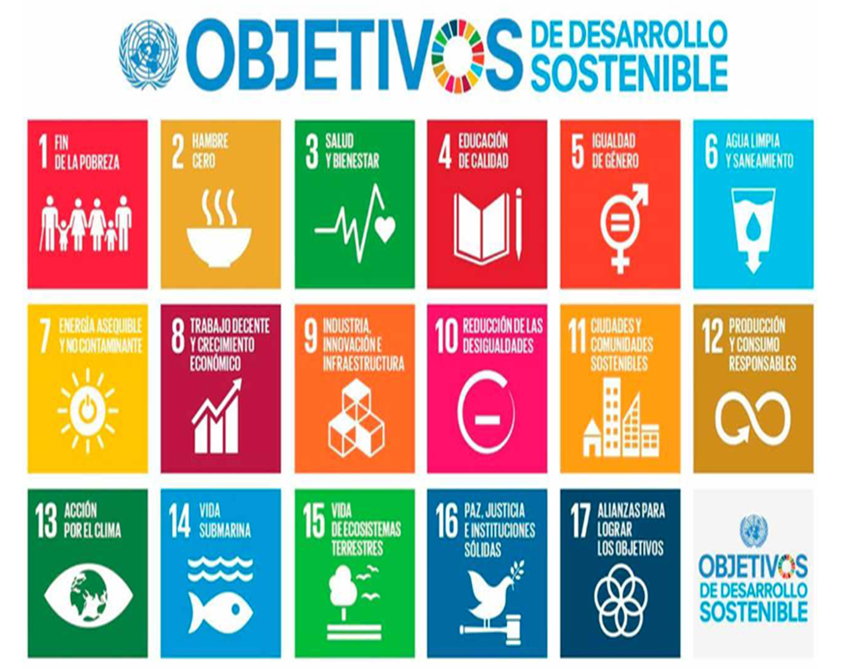 OBJETIVOS DE DESARROLLO
SOSTENIBLE
1 FIN
DE LA POBREZA
2 HAMBRE
CERO
3 SALUD
Y BIENESTAR
4 EDUCACIÓN
DE CALIDAD
5 IGUALDAD
DE GÉNERO
6 AGUA LIMPIA
Y SANEAMIENTO
7 ENERGÍA ASEQUIBLE
Y NO CONTAMINANTE
8 TRABAJO DECENTE
Y CRECIMIENTO
ECONÓMICO
9 INDUSTRIA,
INNOVACIÓN E
INFRAESTRUCTURA
10 REDUCCIÓN DE LAS
DESIGUALDADES
11 CIUDADES Y
COMUNIDADES
SOSTENIBLES
12 PRODUCCIÓN
Y CONSUMO
RESPONSABLES
13 ACCIÓN
POR EL CLIMA
14 VIDA
SUBMARINA
15 VIDA
DE ECOSISTEMAS
TERRESTRES
16 PAZ, JUSTICIA
E INSTITUCIONES
SÓLIDAS
17 ALIANZAS PARA
LOGRAR
LOS OBJETIVOS
OBJETIVOS
DE DESARROLLO
SOSTENIBLE